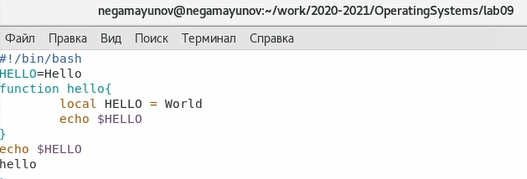 negamayunov@negamayunov:~/work/2020-2021/OperatingSystems/lab09
Файл Правка Вид Поиск Терминал Справка
#!/bin/bash
HELLO=Hello
function hello{
        local HELLO = World
        echo $HELLO
}
echo $HELLO
hello